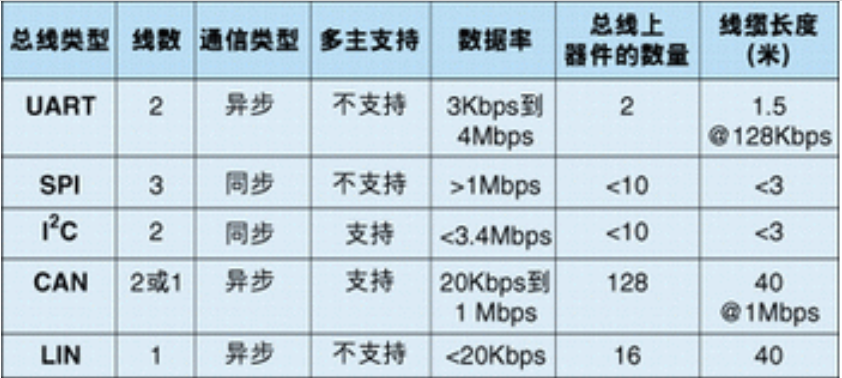 总线类型 线数 通信类型 多主支持 数据率 总线上器件的数量 线缆长度(米)
UART 2 异步 不支持 3Kbps到4Mbps 2 1.5@128Kbps
SPI 3 同步 不支持 >1Mbps <10 <3
I²C 2 同步 支持 <3.4Mbps <10 <3
CAN 2或1 异步 支持 20Kbps到1 Mbps 128 40@1Mbps
LIN 1 异步 不支持 <20Kbps 16 40